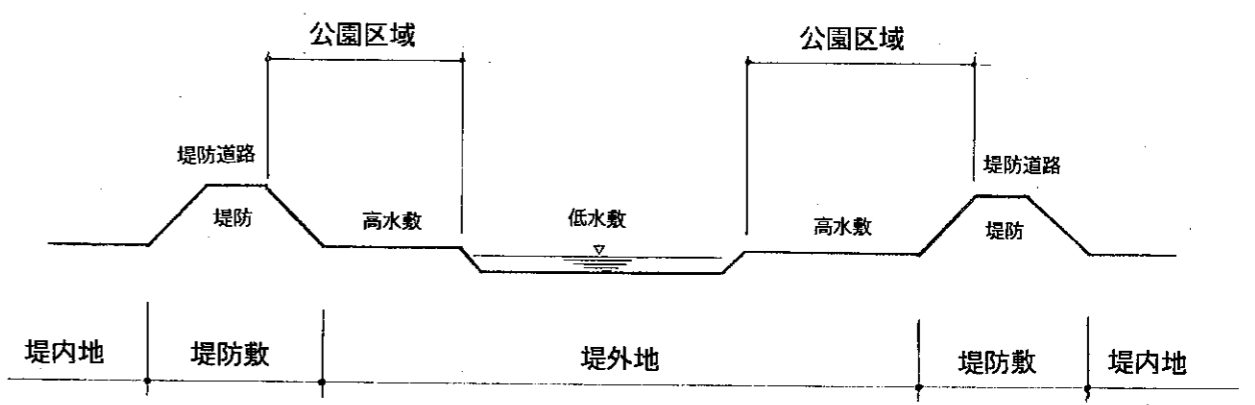 公園区域
公園区域
堤防道路
堤防道路
堤防
高水敷
低水敷
高水敷
堤防
堤内地
堤防敷
堤外地
堤防敷
堤内地